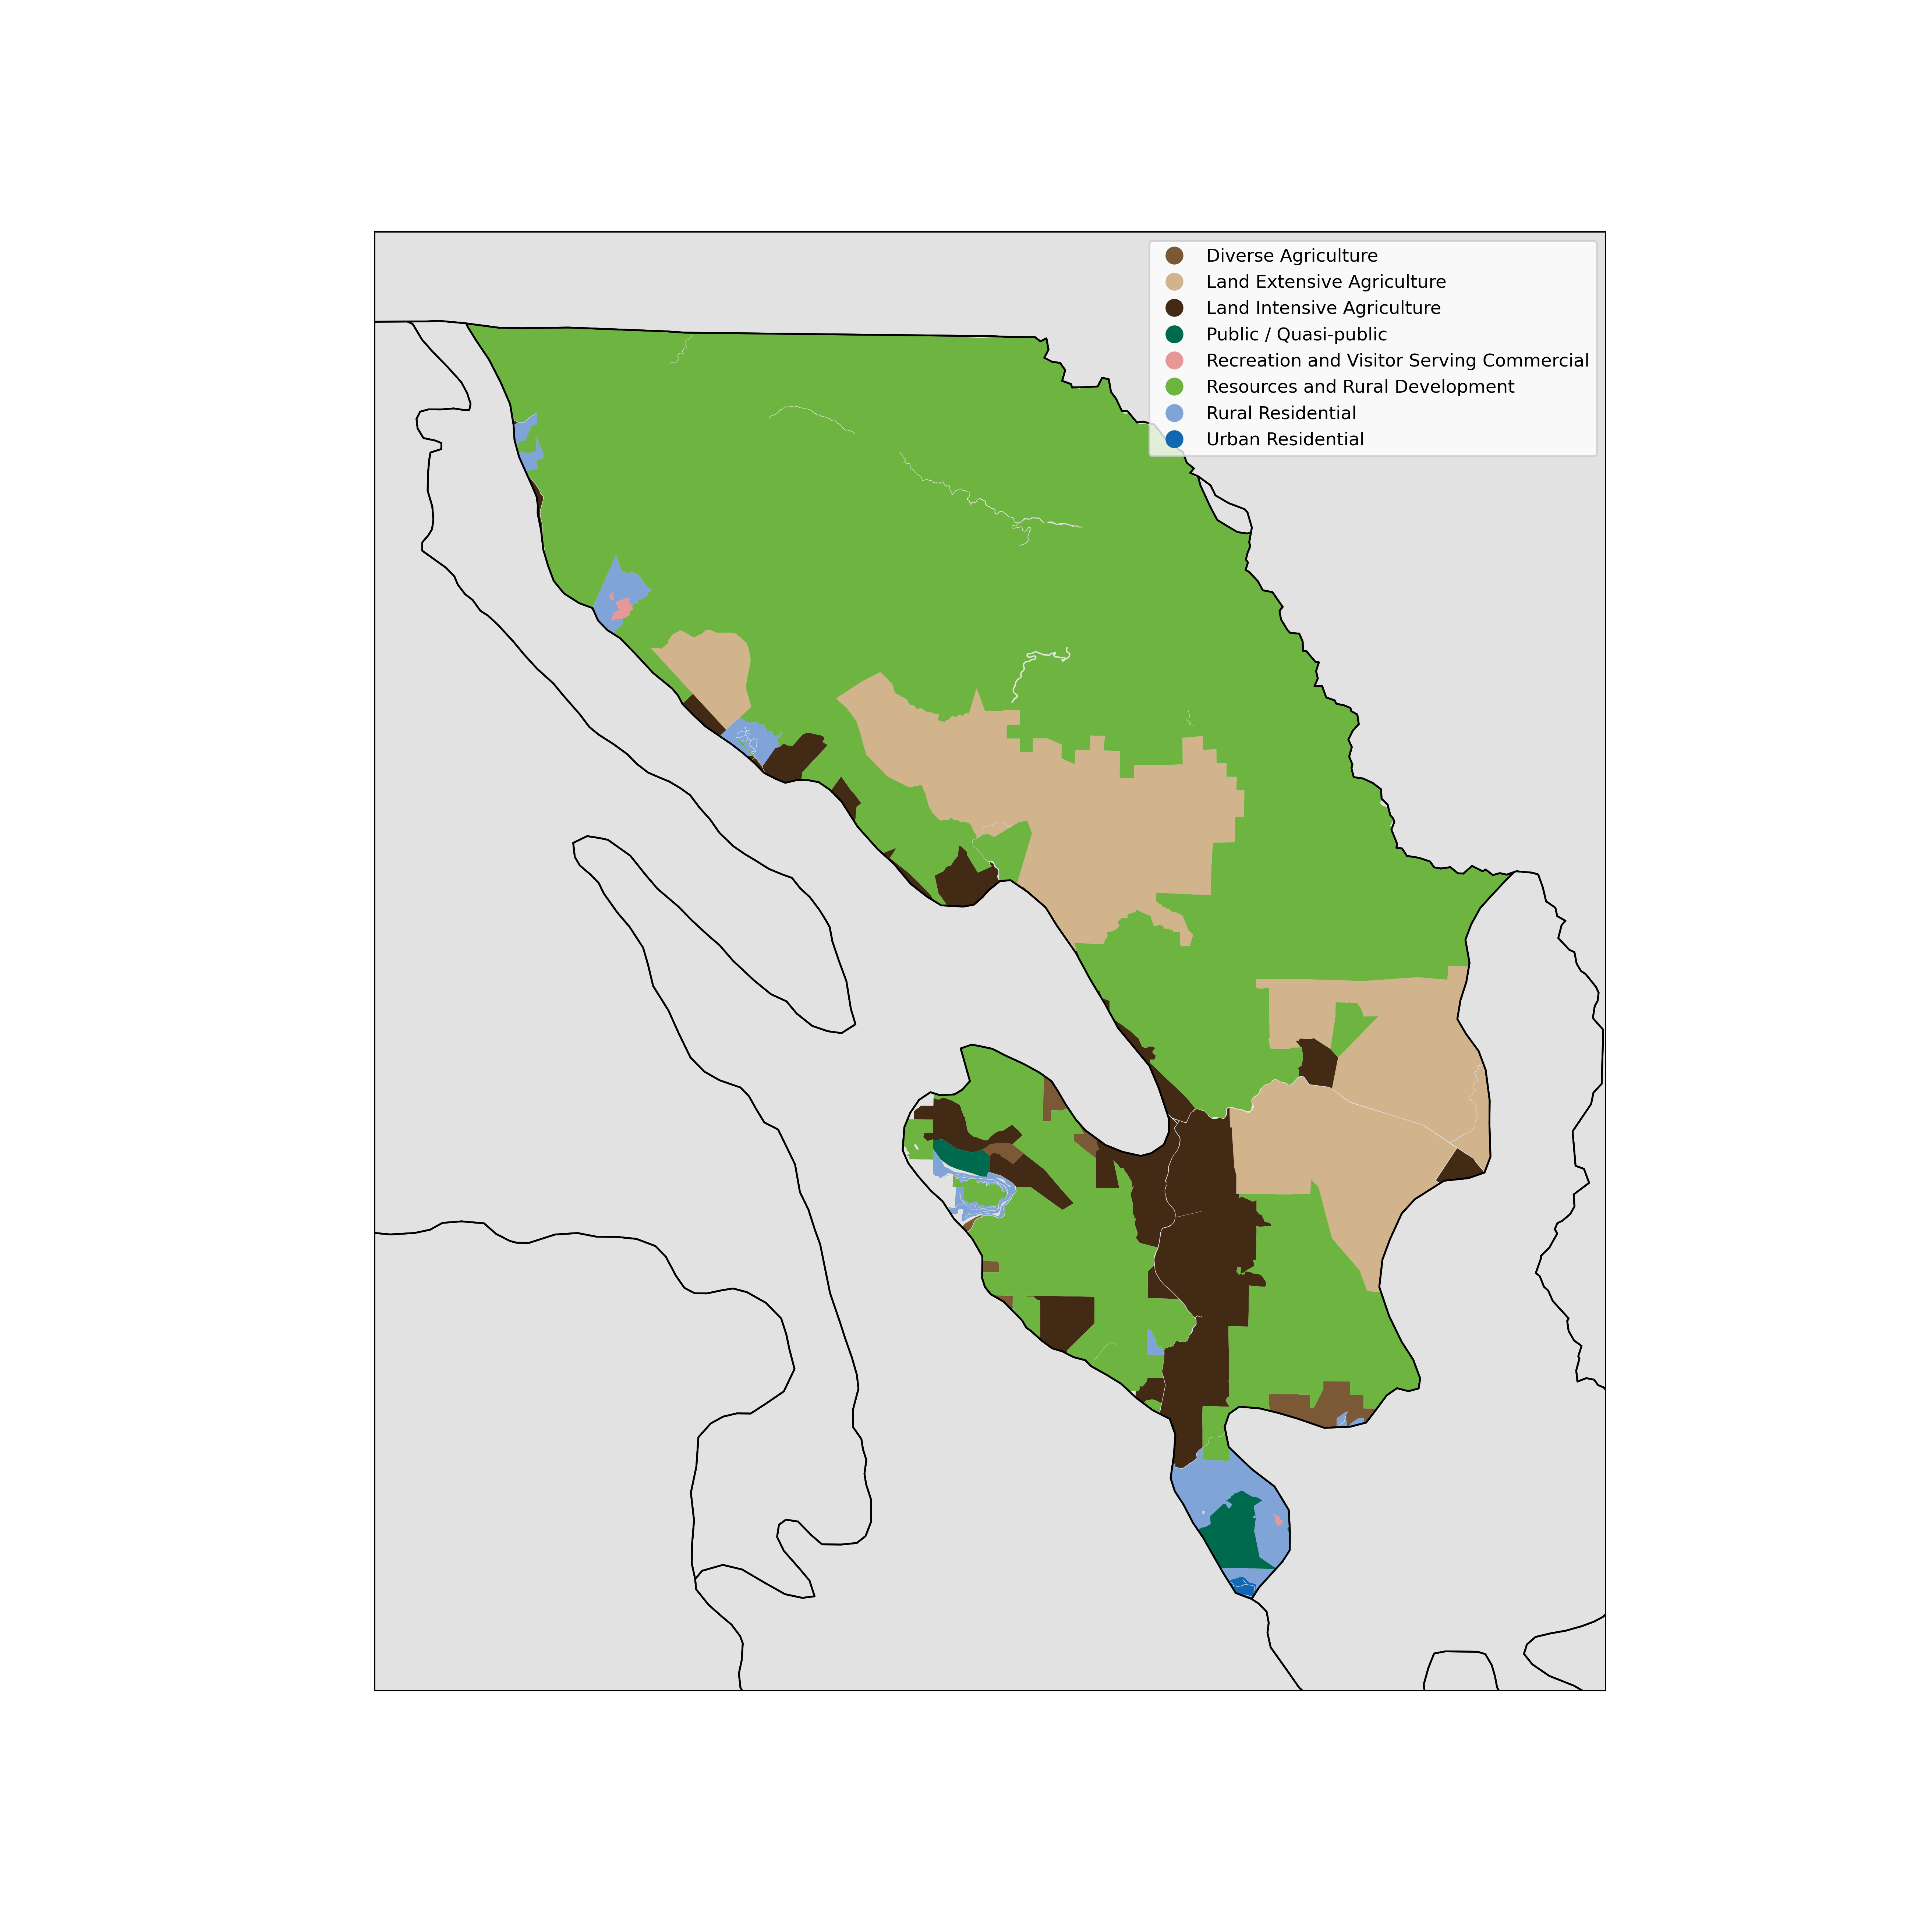 Diverse Agriculture
Land Extensive Agriculture
Land Intensive Agriculture
Public / Quasi-public
Recreation and Visitor Serving Commercial
Resources and Rural Development
Rural Residential
Urban Residential